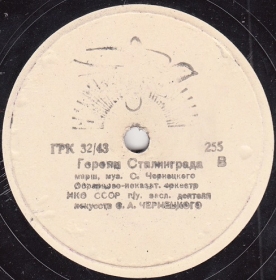 ГРК 32/43 255
Героям Сталинграда В
марш, муз. С. Чернецкого
Образцово-показат. оркестр
НКО СССР п/у. засл. деятеля
искусств С. А. ЧЕРНЕЦКОГО